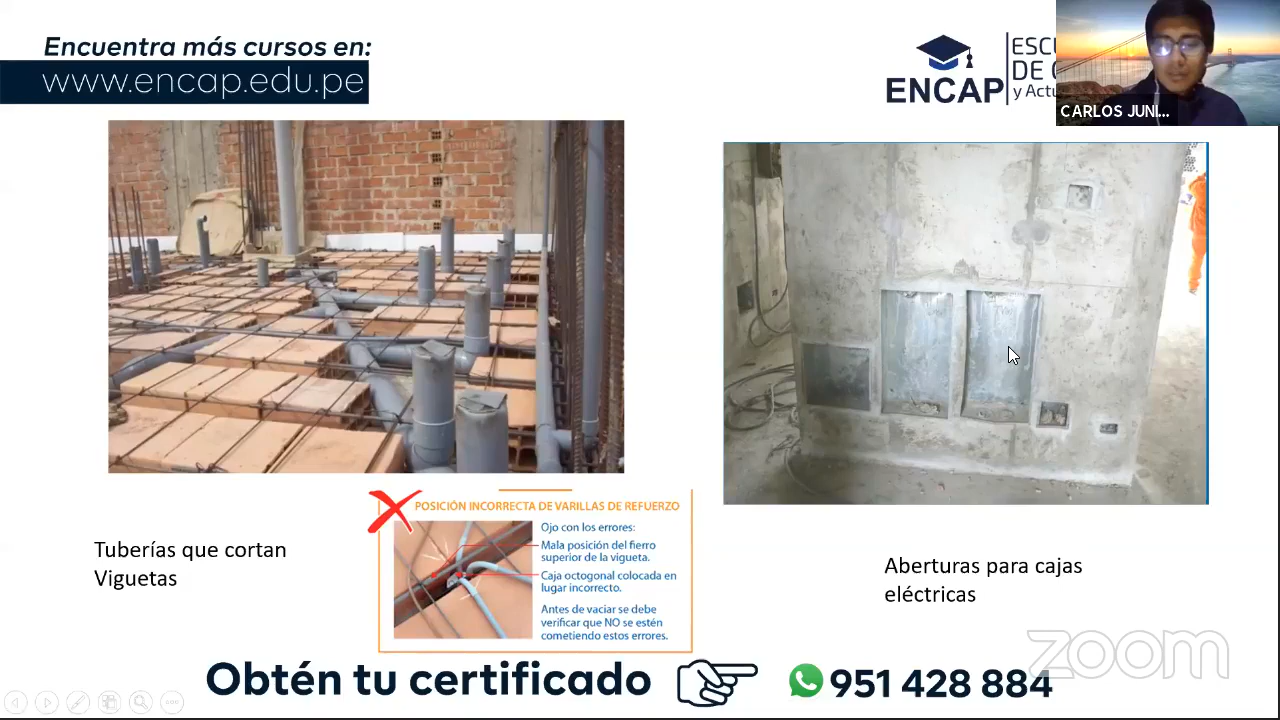 Encuentra más cursos en:
www.encap.edu.pe
ENCAP
ESCU
DE C
y Actu
CARLOS JUNI...
POSICIÓN INCORRECTA DE VARILLAS DE REFUERZO
Ojo con los errores:
Mala posición del fierro
superior de la vigueta.
Caja octogonal colocada en
lugar incorrecto.
Antes de vaciar se debe
verificar que NO se estén
cometiendo estos errores.
Tuberías que cortan
Viguetas
Aberturas para cajas
eléctricas
zoom
Obtén tu certificado
951 428 884